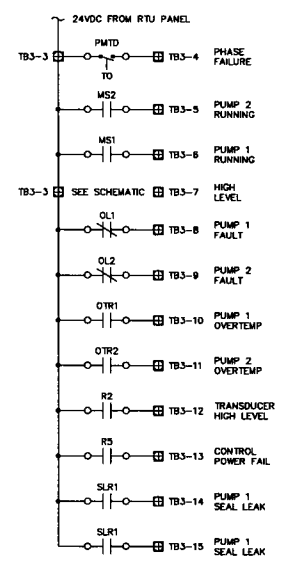 24VDC FROM RTU PANEL
PMTD
TB3-3 TB3-4 PHASE
FAILURE
TO
MS2
TB3-5 PUMP 2
RUNNING
MS1
TB3-6 PUMP 1
RUNNING
TB3-3 SEE SCHEMATIC TB3-7 HIGH
LEVEL
OL1
TB3-8 PUMP 1
FAULT
OL2
TB3-9 PUMP 2
FAULT
OTR1
TB3-10 PUMP 1
OVERTEMP
OTR2
TB3-11 PUMP 2
OVERTEMP
R2
TB3-12 TRANSDUCER
HIGH LEVEL
R5
TB3-13 CONTROL
POWER FAIL
SLR1
TB3-14 PUMP 1
SEAL LEAK
SLR1
TB3-15 PUMP 1
SEAL LEAK